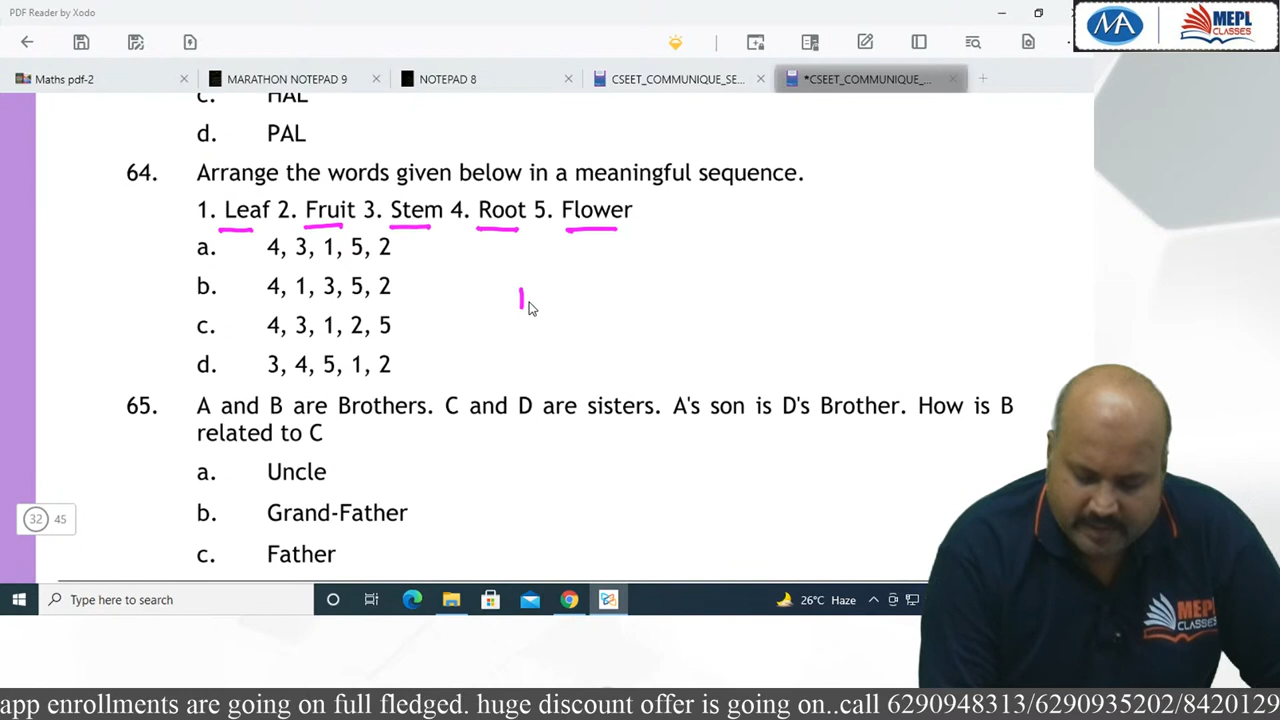 PDF Reader by Xodo
MA MEPL CLASSES
Maths pdf-2 MARATHON NOTEPAD 9 NOTEPAD 8 CSEET_COMMUNIQUE_SE... *CSEET_COMMUNIQUE_...
c. HAL
d. PAL
64. Arrange the words given below in a meaningful sequence.
1. Leaf 2. Fruit 3. Stem 4. Root 5. Flower
a. 4, 3, 1, 5, 2
b. 4, 1, 3, 5, 2
c. 4, 3, 1, 2, 5
d. 3, 4, 5, 1, 2
65. A and B are Brothers. C and D are sisters. A's son is D's Brother. How is B
related to C
a. Uncle
b. Grand-Father
c. Father
32 45
Type here to search
26°C Haze
MEPL
CLASSES
app enrollments are going on full fledged. huge discount offer is going on..call 6290948313/6290935202/8420129